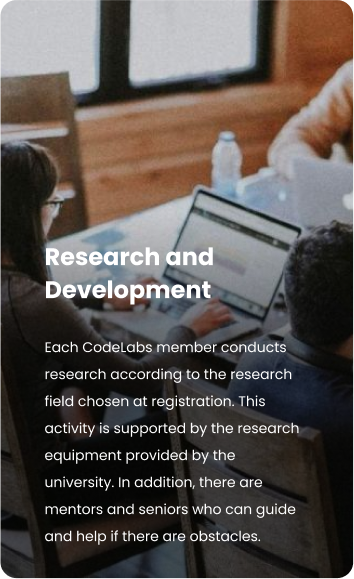 Research and
Development
Each CodeLabs member conducts
research according to the research
field chosen at registration. This
activity is supported by the research
equipment provided by the
university. In addition, there are
mentors and seniors who can guide
and help if there are obstacles.